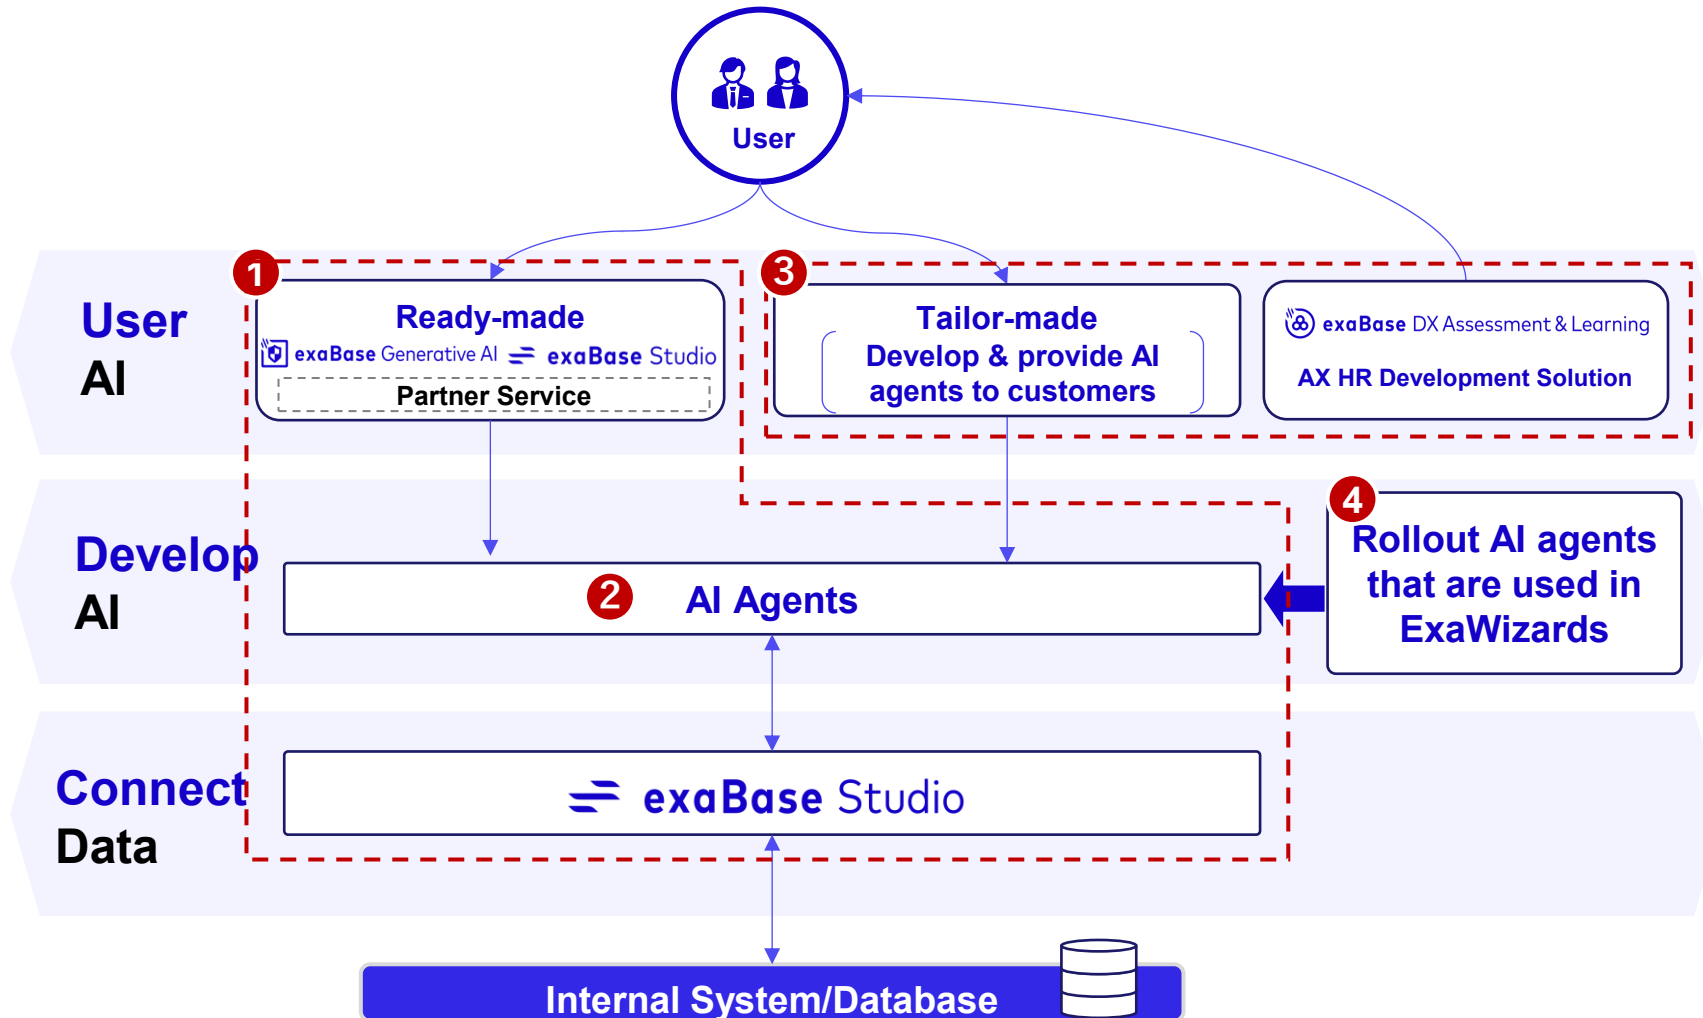 User
1
3
User
AI
Ready-made
exaBase Generative AI
exaBase Studio
Partner Service
Tailor-made
Develop & provide AI
agents to customers
exaBase DX Assessment & Learning
AX HR Development Solution
Develop
AI
2
AI Agents
4
Rollout AI agents
that are used in
ExaWizards
Connect
Data
exaBase Studio
Internal System/Database